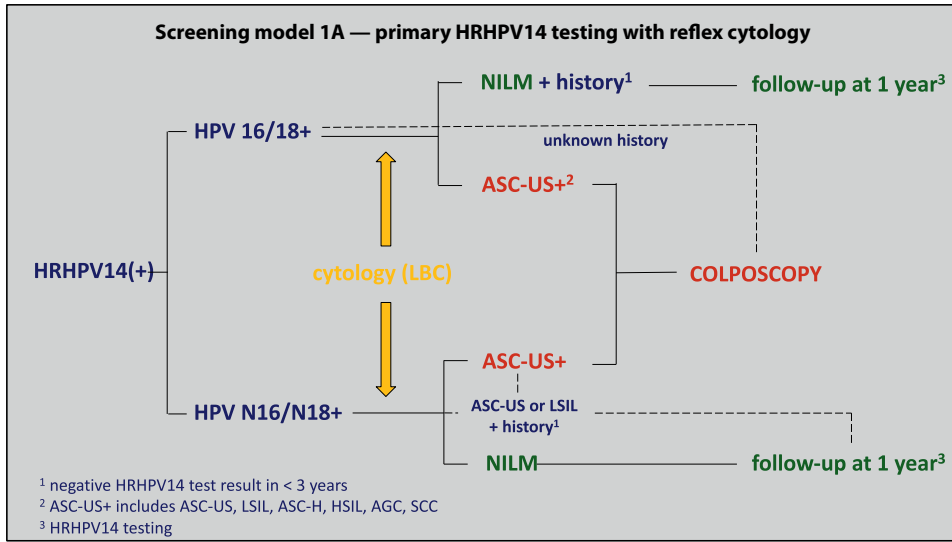 Screening model 1A — primary HRHPV14 testing with reflex cytology
NILM + history¹
follow-up at 1 year³
HPV 16/18+
unknown history
ASC-US+²
HRHPV14(+)
cytology (LBC)
COLPOSCOPY
ASC-US+
HPV N16/N18+
ASC-US or LSIL
+ history¹
NILM
follow-up at 1 year³
¹ negative HRHPV14 test result in < 3 years
² ASC-US+ includes ASC-US, LSIL, ASC-H, HSIL, AGC, SCC
³ HRHPV14 testing